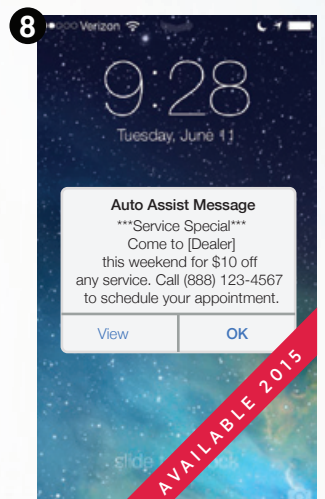 8
Verizon
9:28
Tuesday, June 11
Auto Assist Message
***Service Special***
Come to [Dealer]
this weekend for $10 off
any service. Call (888) 123-4567
to schedule your appointment.
View OK
slide
AVAILABLE 2015